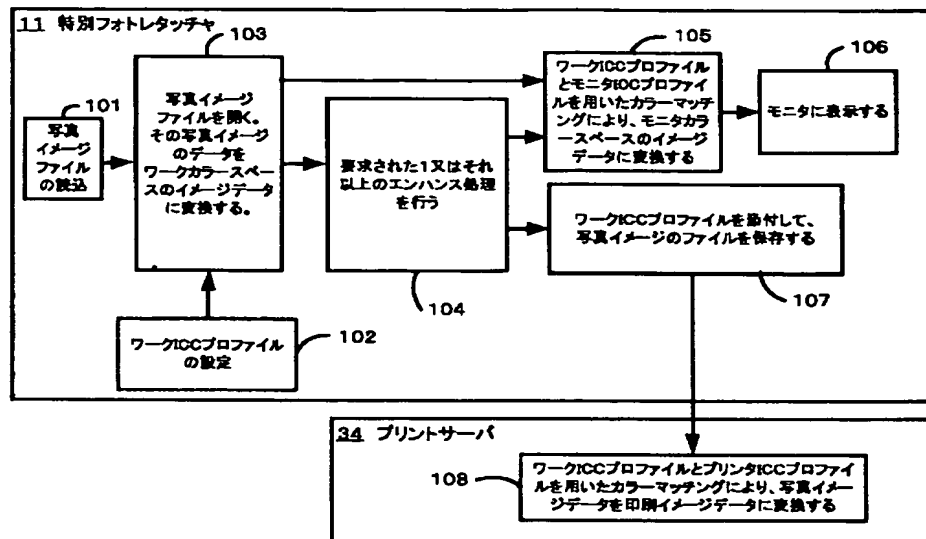 11 特別フォトレタッチャ
101
写真
イメージ
ファイル
の読込
103
写真イメージ
ファイルを開く。
その写真イメージ
のデータを
ワークカラースペー
スのイメージデータ
に変換する。
102
ワークICCプロファイル
の設定
104
要求された1又はそれ
以上のエンハンス処理
を行う
105
ワークICCプロファイル
とモニタICCプロファイル
を用いたカラーマッチ
ングにより、モニタカラ
ースペースのイメージ
データに変換する
106
モニタに表示する
ワークICCプロファイルを添付して、
写真イメージのファイルを保存する
107
34 プリントサーバ
108
ワークICCプロファイルとプリンタICCプロファイ
ルを用いたカラーマッチングにより、写真イメー
ジデータを印刷イメージデータに変換する